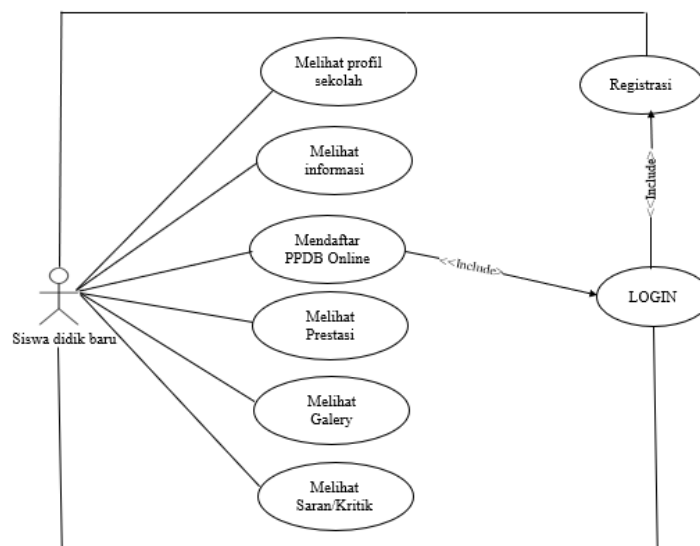 Melihat profil
sekolah
Registrasi
Melihat
informasi
<<Include>
Mendaftar
PPDB Online
<<Include>
LOGIN
Melihat
Prestasi
Siswa didik baru
Melihat
Galery
Melihat
Saran/Kritik